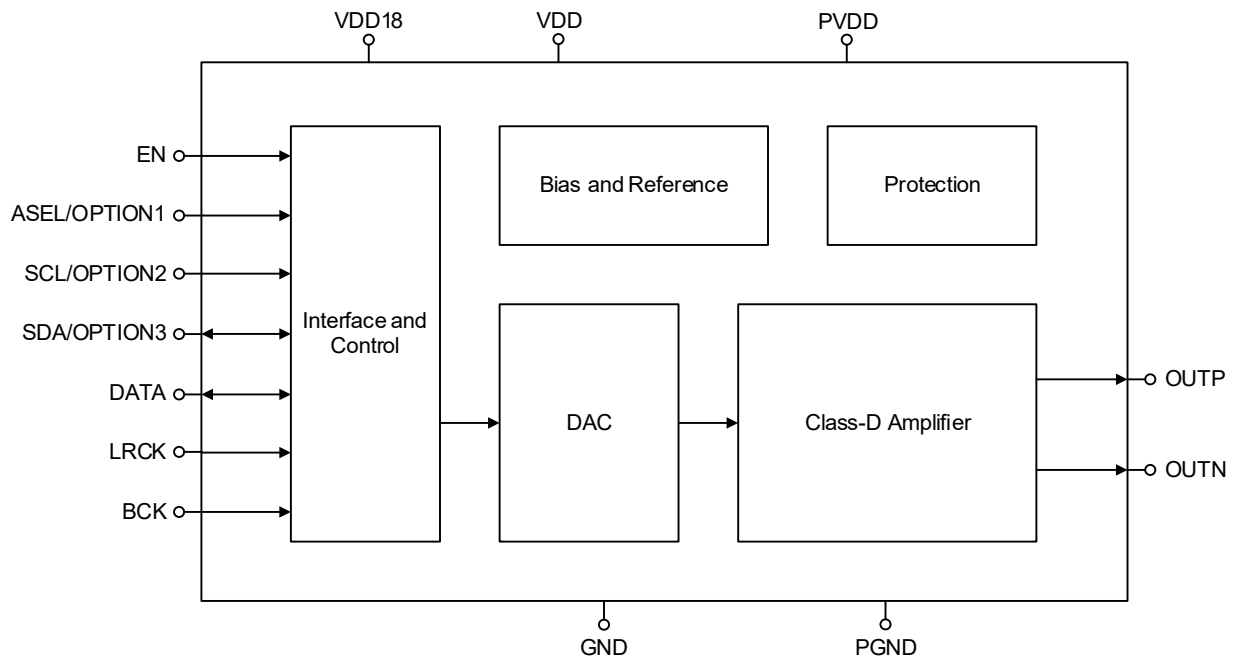 VDD18
VDD
PVDD
EN
ASEL/OPTION1
SCL/OPTION2
SDA/OPTION3
DATA
LRCK
BCK
Interface and
Control
Bias and Reference
Protection
DAC
Class-D Amplifier
OUTP
OUTN
GND
PGND